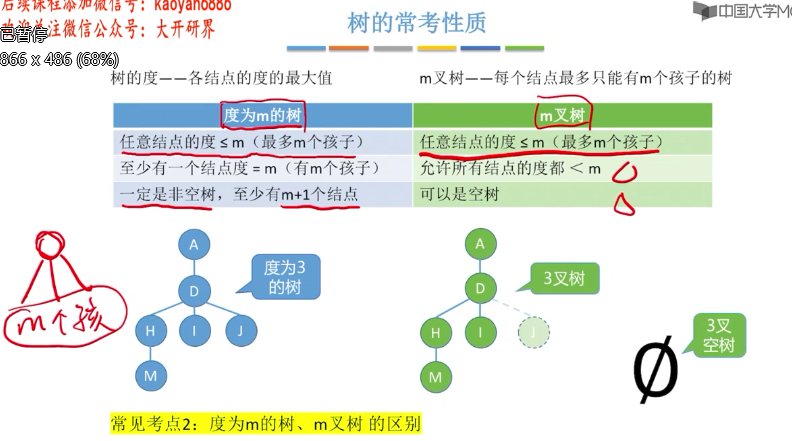 后续课程添加微信号：kaoyan6886
欢迎关注微信公众号：大开研界
已暂停
866 x 486 (68%)
树的常考性质
中国大学M
树的度——各结点的度的最大值
m叉树——每个结点最多只能有m个孩子的树
度为m的树
m叉树
任意结点的度 ≤ m（最多m个孩子）
任意结点的度 ≤ m（最多m个孩子）
至少有一个结点度 = m（有m个孩子）
允许所有结点的度都 ＜ m
一定是非空树，至少有m+1个结点
可以是空树
A
D
H
I
J
M
度为3
的树
A
D
H
I
J
M
3叉树
3叉
空树
∅
m个孩
常见考点2：度为m的树、m叉树 的区别